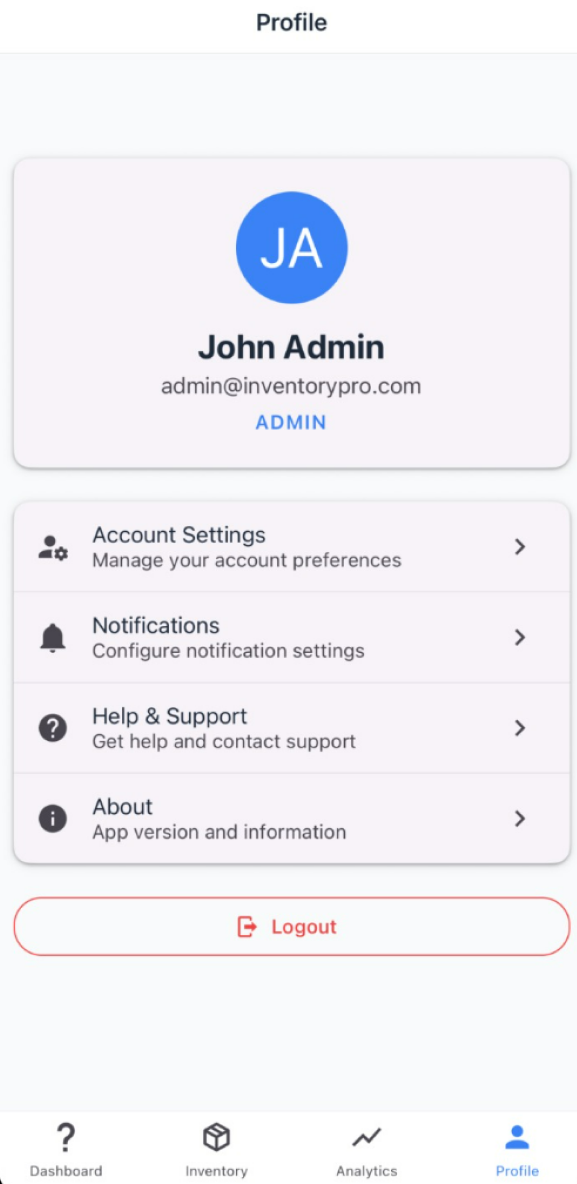 Profile
JA
John Admin
admin@inventorypro.com
ADMIN
Account Settings
Manage your account preferences
Notifications
Configure notification settings
Help & Support
Get help and contact support
About
App version and information
Logout
Dashboard
Inventory
Analytics
Profile